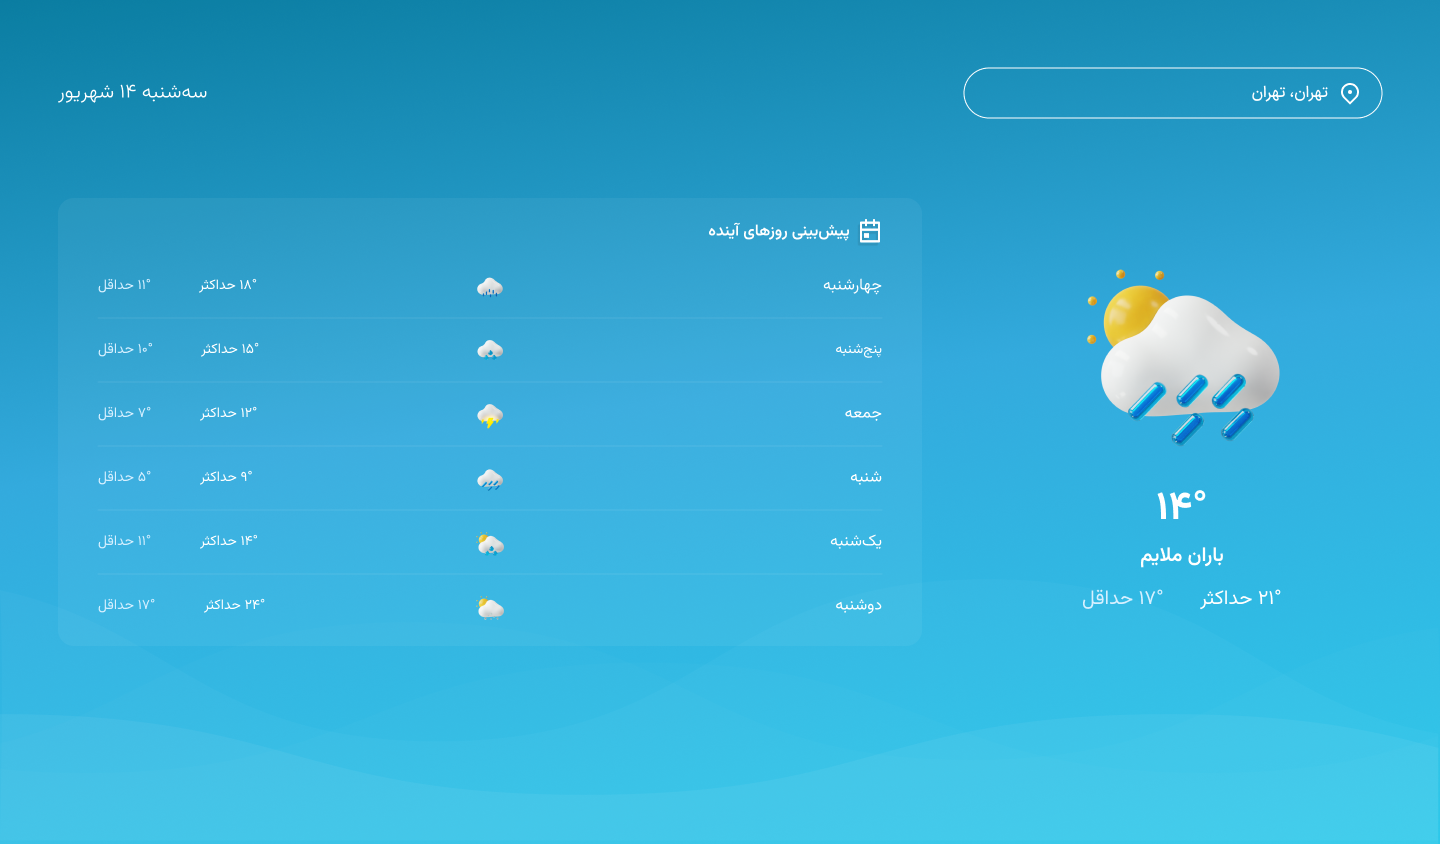 تهران، تهران
سه‌شنبه ۱۴ شهریور
۱۴°
باران ملایم
۲۱° حداکثر ۱۷° حداقل
پیش‌بینی روزهای آینده
چهارشنبه ۱۸° حداکثر ۱۱° حداقل
پنج‌شنبه ۱۵° حداکثر ۱۰° حداقل
جمعه ۱۲° حداکثر ۷° حداقل
شنبه ۹° حداکثر ۵° حداقل
یک‌شنبه ۱۴° حداکثر ۱۱° حداقل
دوشنبه ۲۴° حداکثر ۱۷° حداقل